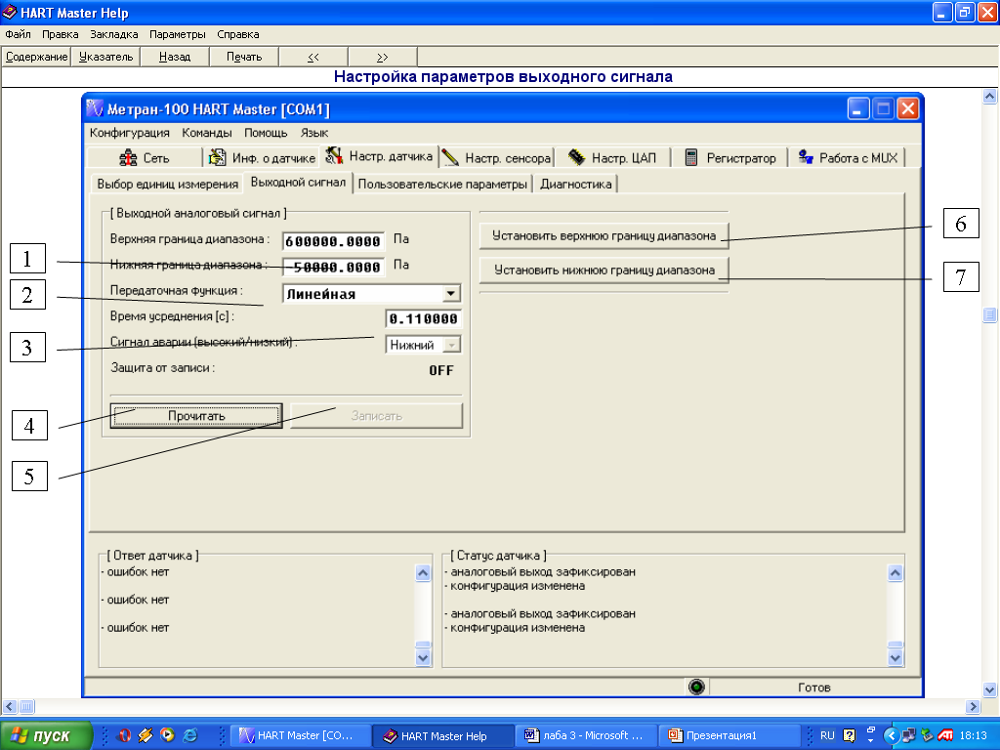 HART Master Help
Файл Правка Закладка Параметры Справка
Содержание Указатель Назад Печать << >>
Настройка параметров выходного сигнала
Метран-100 HART Master [COM1]
Конфигурация Команды Помощь Язык
Сеть Инф. о датчике Настр. датчика Настр. сенсора Настр. ЦАП Регистратор Работа с MUX
Выбор единиц измерения Выходной сигнал Пользовательские параметры Диагностика
[ Выходной аналоговый сигнал ]
Верхняя граница диапазона : 600000.0000 Па
Установить верхнюю границу диапазона
6
1
Нижняя граница диапазона : -50000.0000 Па
Установить нижнюю границу диапазона
7
2
Передаточная функция : Линейная
Время усреднения [с] : 0.110000
3
Сигнал аварии (высокий/низкий) : Нижний
Защита от записи : OFF
4
Прочитать Записать
5
[ Ответ датчика ]
- ошибок нет
- ошибок нет
- ошибок нет
[ Статус датчика ]
- аналоговый выход зафиксирован
- конфигурация изменена
- аналоговый выход зафиксирован
- конфигурация изменена
Готов
пуск HART Master [CO... HART Master Help лаба 3 - Microsoft ... Презентация1 RU 18:13